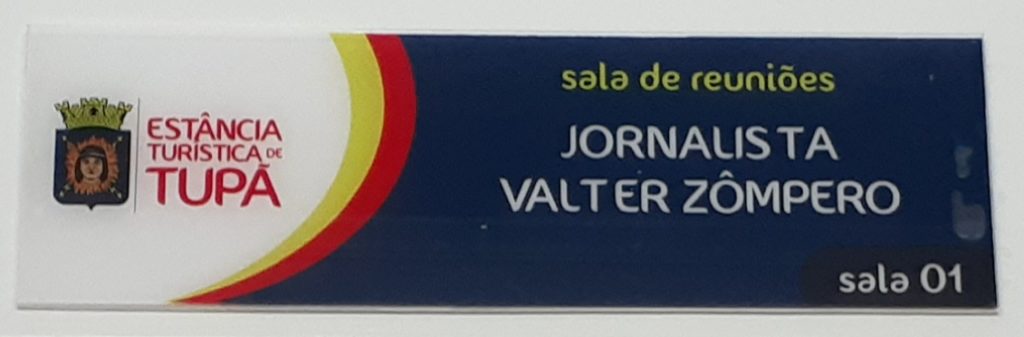 ESTÂNCIA
TURÍSTICA DE
TUPÃ
sala de reuniões
JORNALISTA
VALTER ZÔMPERO
sala 01